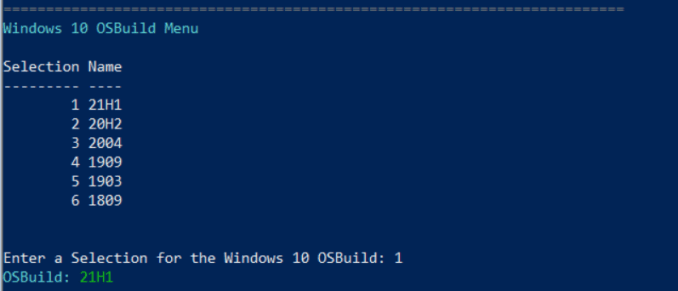 =========================================================================
Windows 10 OSBuild Menu
Selection Name
--------- ----
1 21H1
2 20H2
3 2004
4 1909
5 1903
6 1809
Enter a Selection for the Windows 10 OSBuild: 1
OSBuild: 21H1